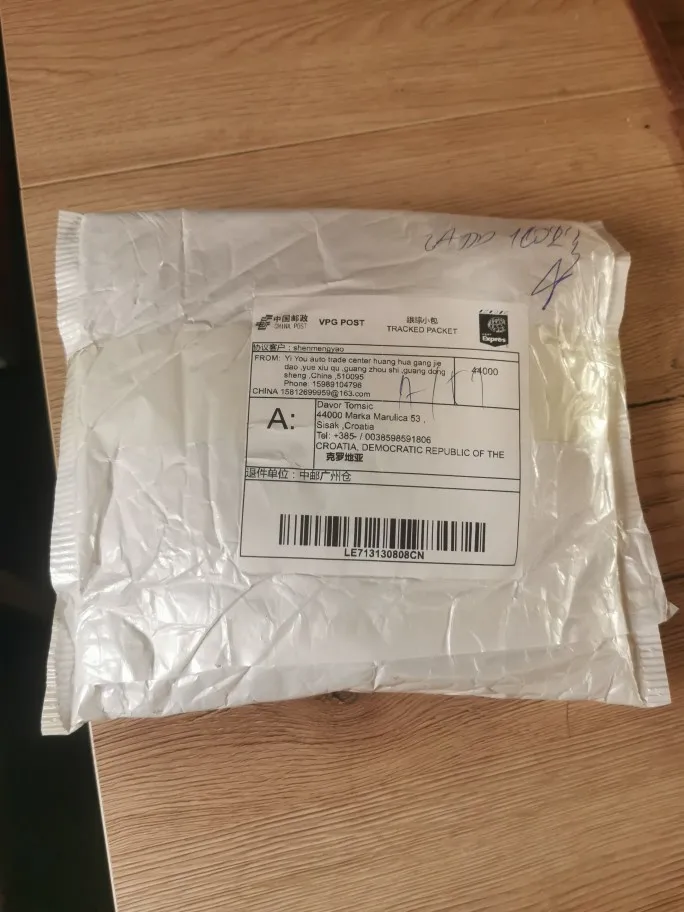 中国邮政
CHINA POST
VPG POST
跟踪小包
TRACKED PACKET
Expres
协议客户：shenmengyao
FROM: Yi You auto trade center huang hua gang jie
dao ,yue xiu qu ,guang zhou shi ,guang dong
sheng ,China ,510095
Phone: 15989104796
CHINA 15812699959@163.com
44000
A:
Davor Tomsic
44000 Marka Marulica 53 ,
Sisak ,Croatia
Tel: +385- / 0038598591806
CROATIA, DEMOCRATIC REPUBLIC OF THE
克罗地亚
退件单位：中邮广州仓
LE713130808CN